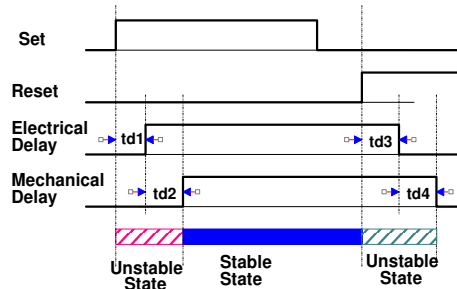 Set
Reset
Electrical
Delay
td1
td3
Mechanical
Delay
td2
td4
Unstable
State
Stable
State
Unstable
State